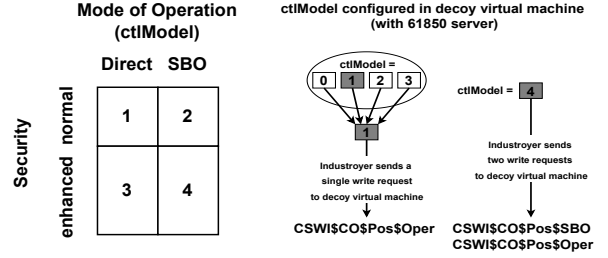 Mode of Operation
(ctlModel)
Direct SBO
Security
normal
enhanced
1 2
3 4
ctlModel configured in decoy virtual machine
(with 61850 server)
ctlModel =
0 1 2 3
1
Industroyer sends a
single write request
to decoy virtual machine
CSWI$CO$Pos$Oper
ctlModel = 4
Industroyer sends
two write requests
to decoy virtual machine
CSWI$CO$Pos$SBO
CSWI$CO$Pos$Oper